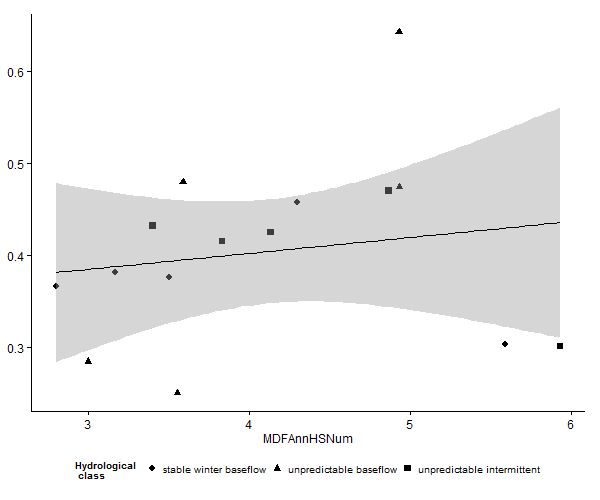 0.6
0.5
0.4
0.3
3 4 5 6
MDFAnnHSNum
Hydrological
class
stable winter baseflow unpredictable baseflow unpredictable intermittent